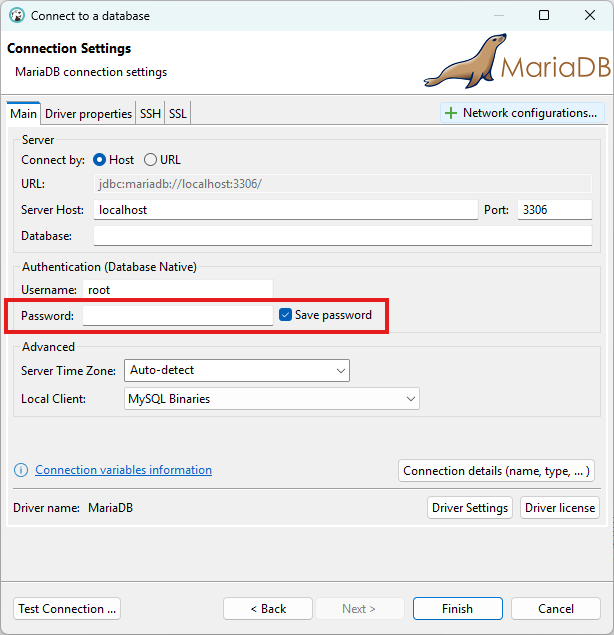 Connect to a database
Connection Settings
MariaDB connection settings
MariaDB
Main Driver properties SSH SSL
Network configurations...
Server
Connect by: Host URL
URL: jdbc:mariadb://localhost:3306/
Server Host: localhost Port: 3306
Database:
Authentication (Database Native)
Username: root
Password: Save password
Advanced
Server Time Zone: Auto-detect
Local Client: MySQL Binaries
Connection variables information
Connection details (name, type, ... )
Driver name: MariaDB
Driver Settings Driver license
Test Connection ... < Back Next > Finish Cancel